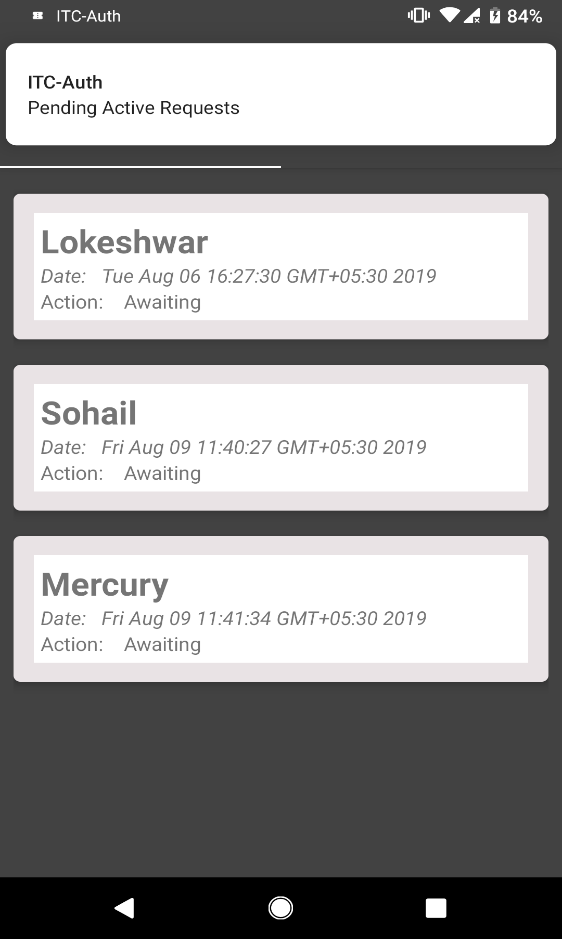 ITC-Auth 84%
ITC-Auth
Pending Active Requests
Lokeshwar
Date: Tue Aug 06 16:27:30 GMT+05:30 2019
Action: Awaiting
Sohail
Date: Fri Aug 09 11:40:27 GMT+05:30 2019
Action: Awaiting
Mercury
Date: Fri Aug 09 11:41:34 GMT+05:30 2019
Action: Awaiting